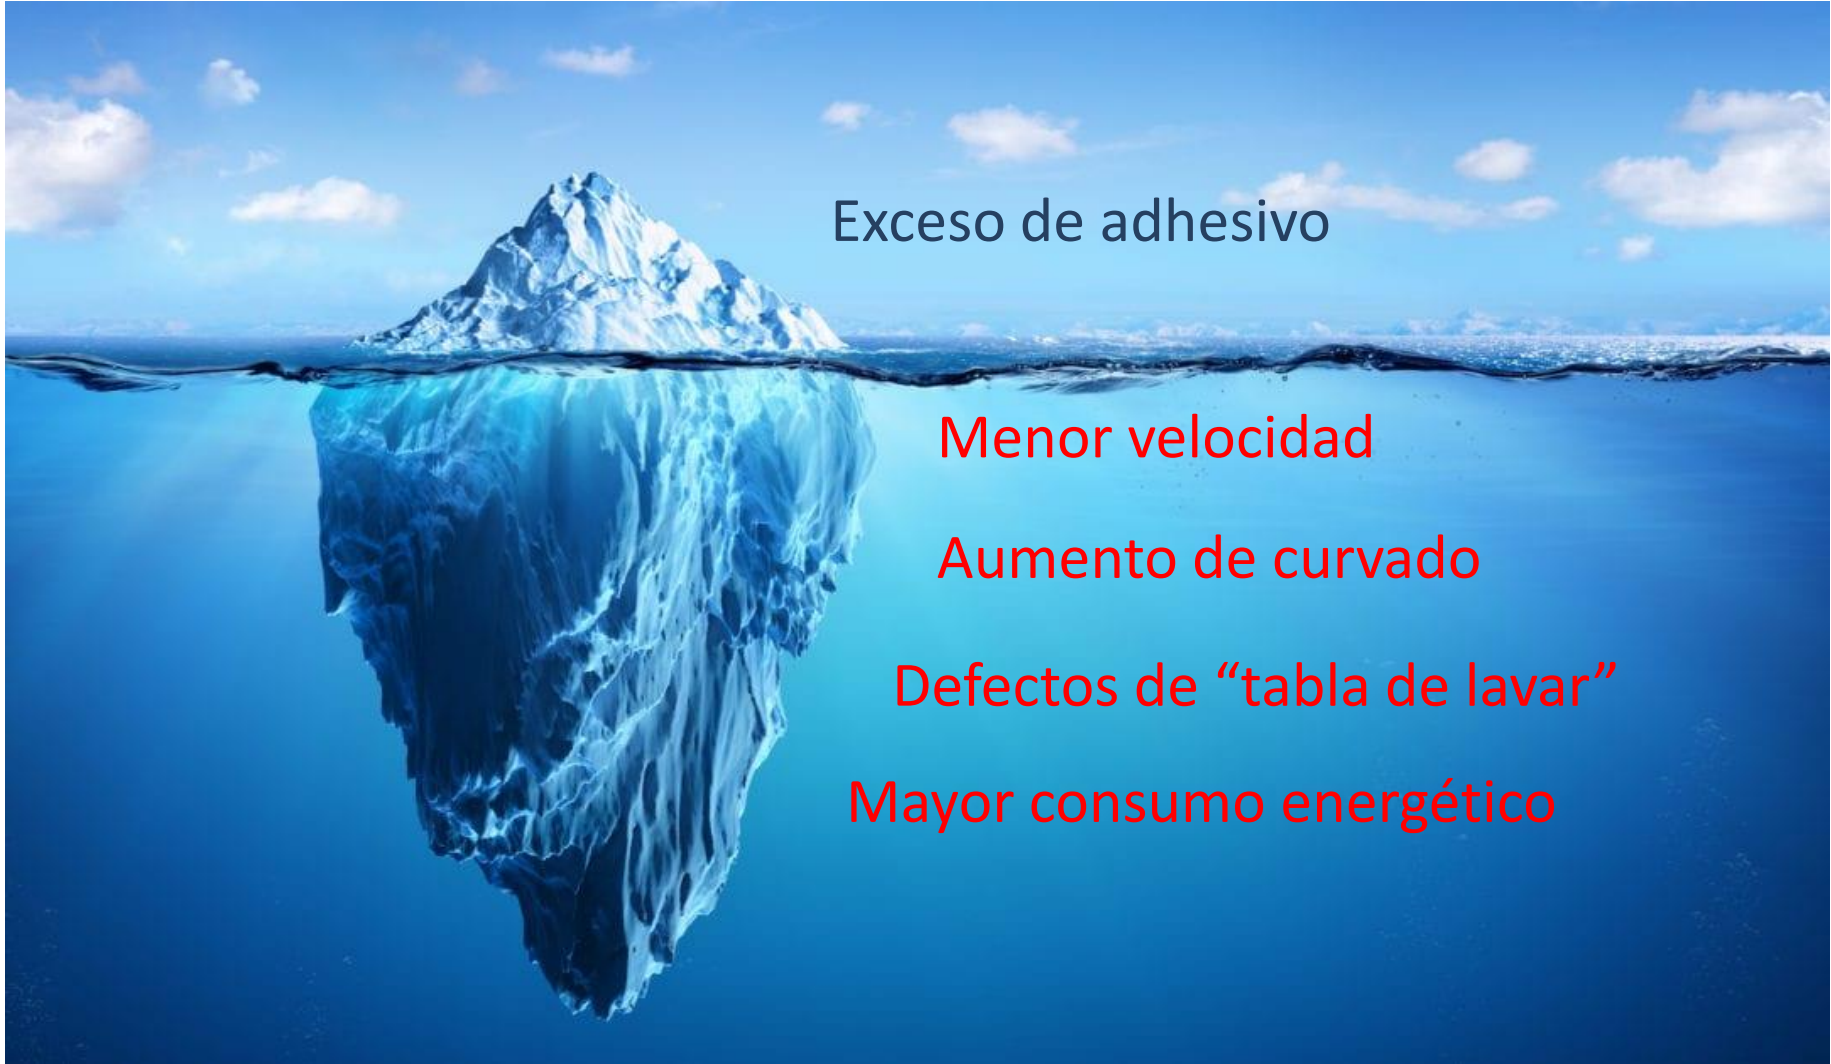 Exceso de adhesivo
Menor velocidad
Aumento de curvado
Defectos de “tabla de lavar”
Mayor consumo energético